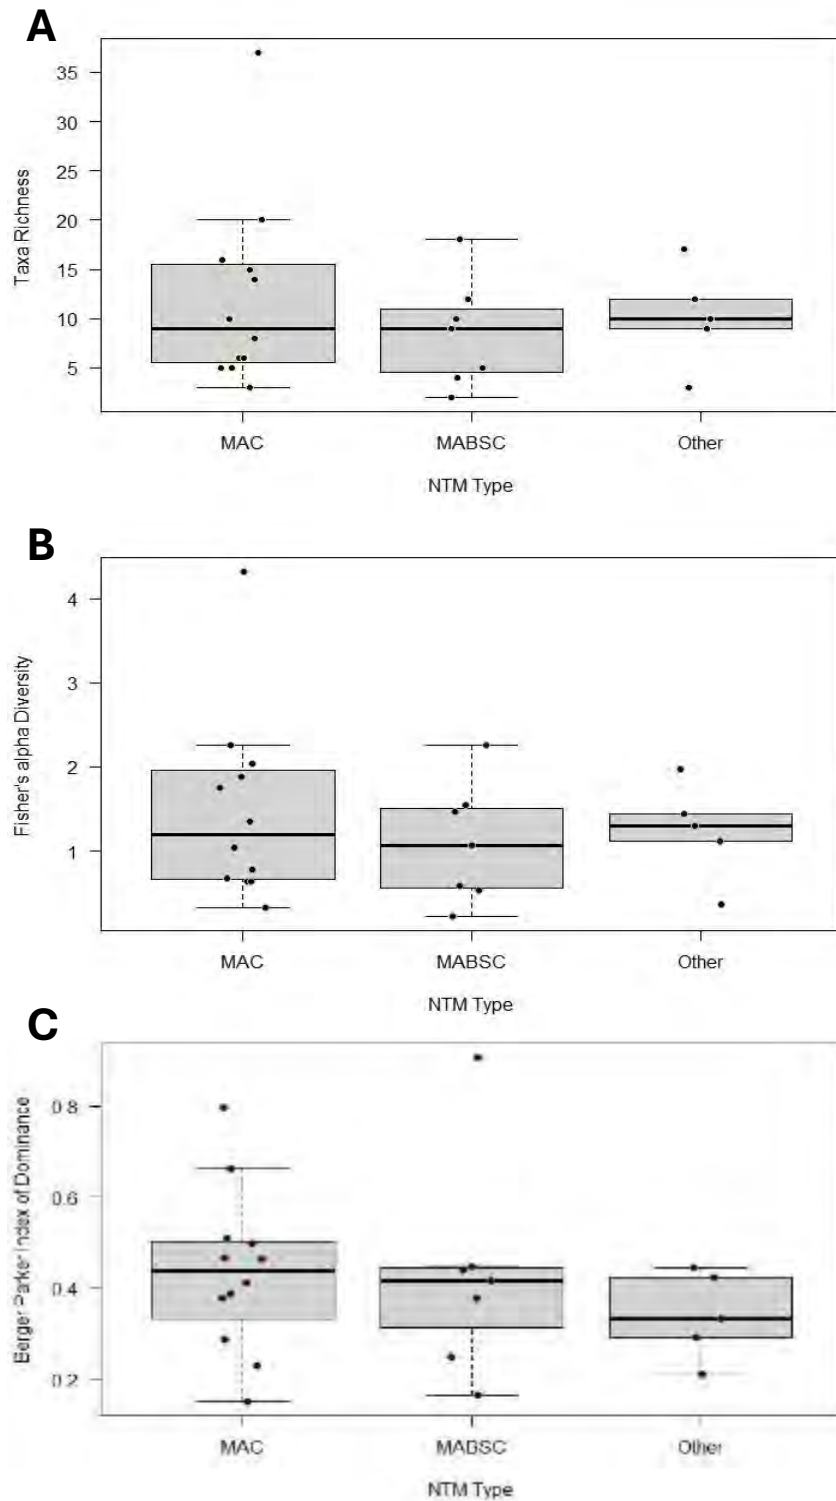 A
35
30
25
20
15
10
5
Taxa Richness
MAC MABSC Other
NTM Type
B
4
3
2
1
Fisher's alpha Diversity
MAC MABSC Other
NTM Type
C
0.8
0.6
0.4
0.2
Berger Parker Index of Dominance
MAC MABSC Other
NTM Type